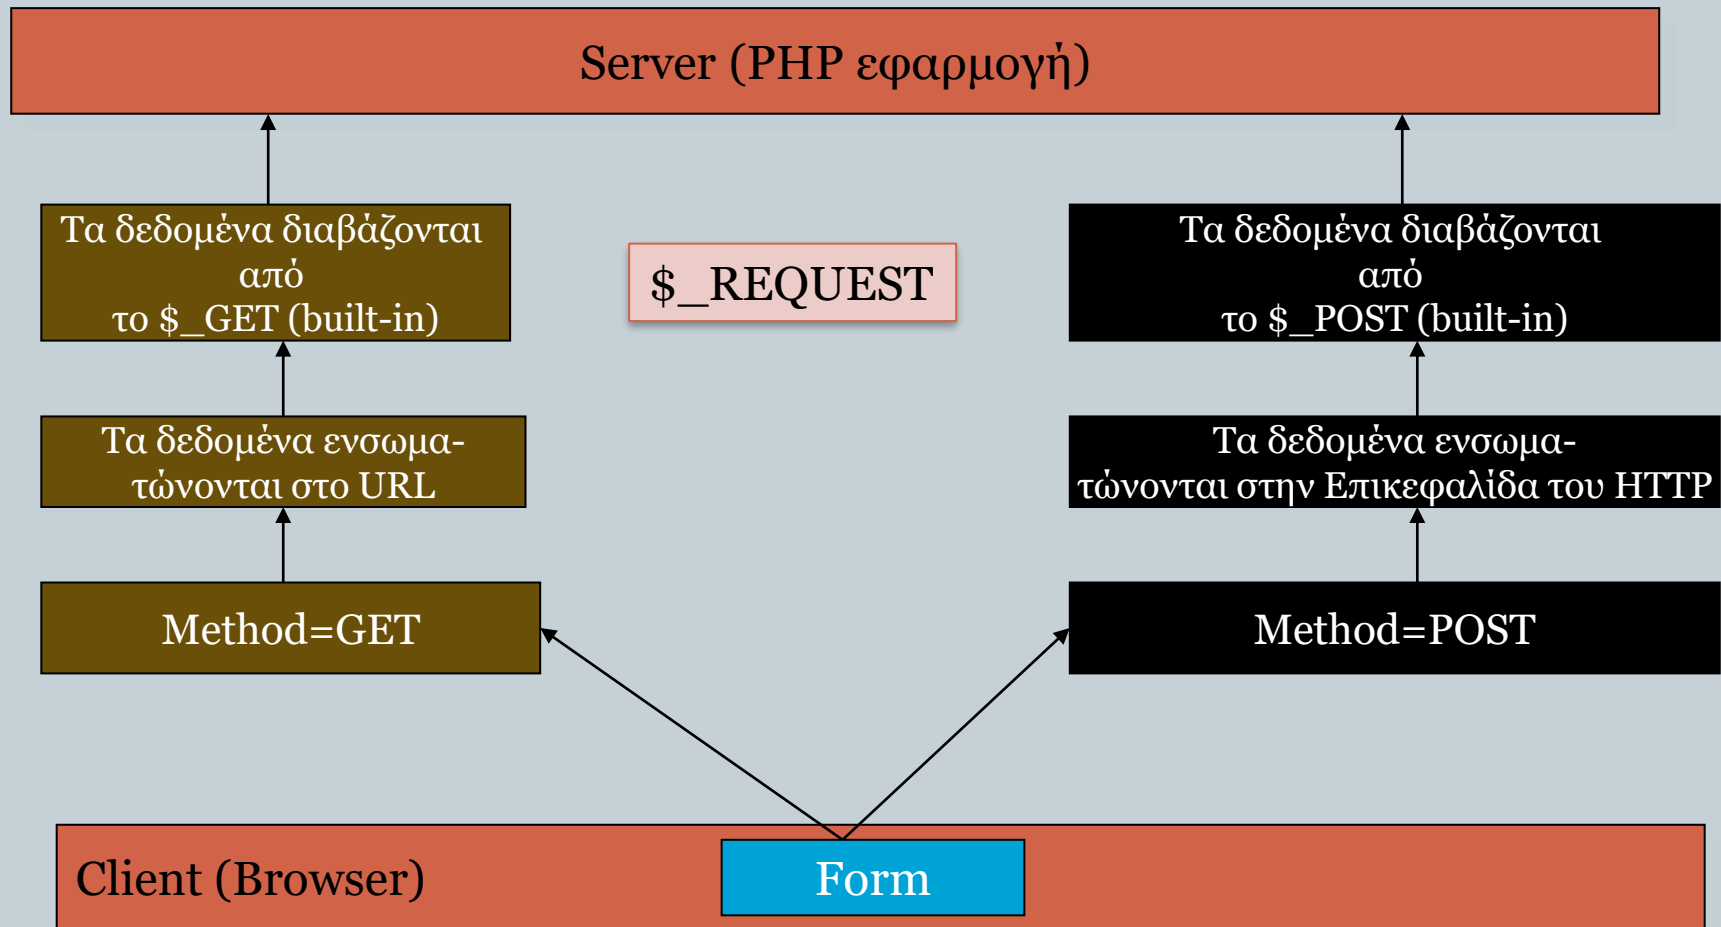 Server (PHP εφαρμογή)
Τα δεδομένα διαβάζονται
από
το $_GET (built-in)
$_REQUEST
Τα δεδομένα διαβάζονται
από
το $_POST (built-in)
Τα δεδομένα ενσωμα-
τώνονται στο URL
Τα δεδομένα ενσωμα-
τώνονται στην Επικεφαλίδα του HTTP
Method=GET
Method=POST
Client (Browser)
Form